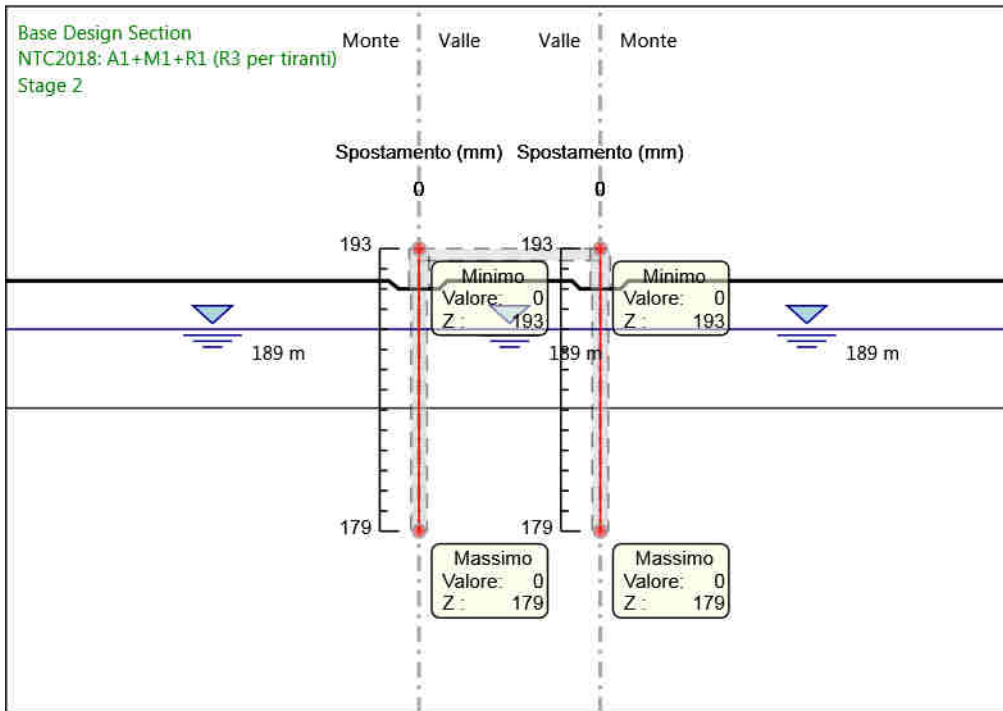 Base Design Section
NTC2018: A1+M1+R1 (R3 per tiranti)
Stage 2
Monte Valle Valle Monte
Spostamento (mm) Spostamento (mm)
0 0
193 193
Minimo Minimo
Valore: 0 Valore: 0
Z : 193 Z : 193
189 m 189 m 189 m
179 179
Massimo Massimo
Valore: 0 Valore: 0
Z : 179 Z : 179